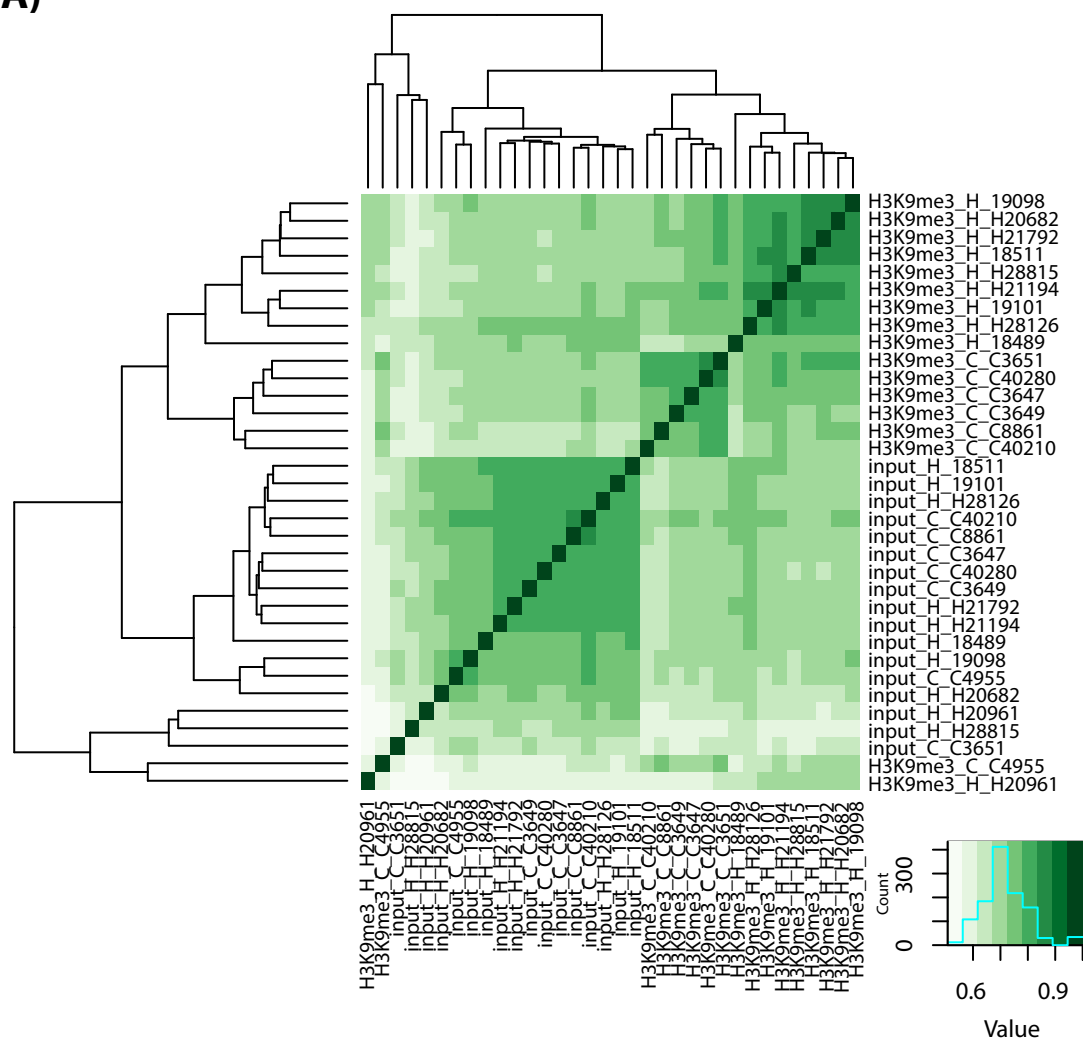 A)
H3K9me3_H_19098
H3K9me3_H_H20682
H3K9me3_H_H21792
H3K9me3_H_18511
H3K9me3_H_H28815
H3K9me3_H_H21194
H3K9me3_H_19101
H3K9me3_H_H28126
H3K9me3_H_18489
H3K9me3_C_C3651
H3K9me3_C_C40280
H3K9me3_C_C3647
H3K9me3_C_C3649
H3K9me3_C_C8861
H3K9me3_C_C40210
input_H_18511
input_H_19101
input_H_H28126
input_C_C40210
input_C_C8861
input_C_C3647
input_C_C40280
input_C_C3649
input_H_H21792
input_H_H21194
input_H_18489
input_H_19098
input_C_C4955
input_H_H20682
input_H_H20961
input_H_H28815
input_C_C3651
H3K9me3_C_C4955
H3K9me3_H_H20961
H3K9me3_H_H20961
H3K9me3_C_C4955
input_C_C3651
input_H_H28815
input_H_H20961
input_H_H20682
input_C_C4955
input_H_19098
input_H_18489
input_H_H21194
input_H_H21792
input_C_C3649
input_C_C40280
input_C_C3647
input_C_C8861
input_C_C40210
input_H_H28126
input_H_19101
input_H_18511
H3K9me3_C_C40210
H3K9me3_C_C8861
H3K9me3_C_C3649
H3K9me3_C_C3647
H3K9me3_C_C40280
H3K9me3_C_C3651
H3K9me3_H_18489
H3K9me3_H_H28126
H3K9me3_H_19101
H3K9me3_H_H21194
H3K9me3_H_H28815
H3K9me3_H_18511
H3K9me3_H_H21792
H3K9me3_H_H20682
H3K9me3_H_19098
Count
0 300
0.6 0.9
Value